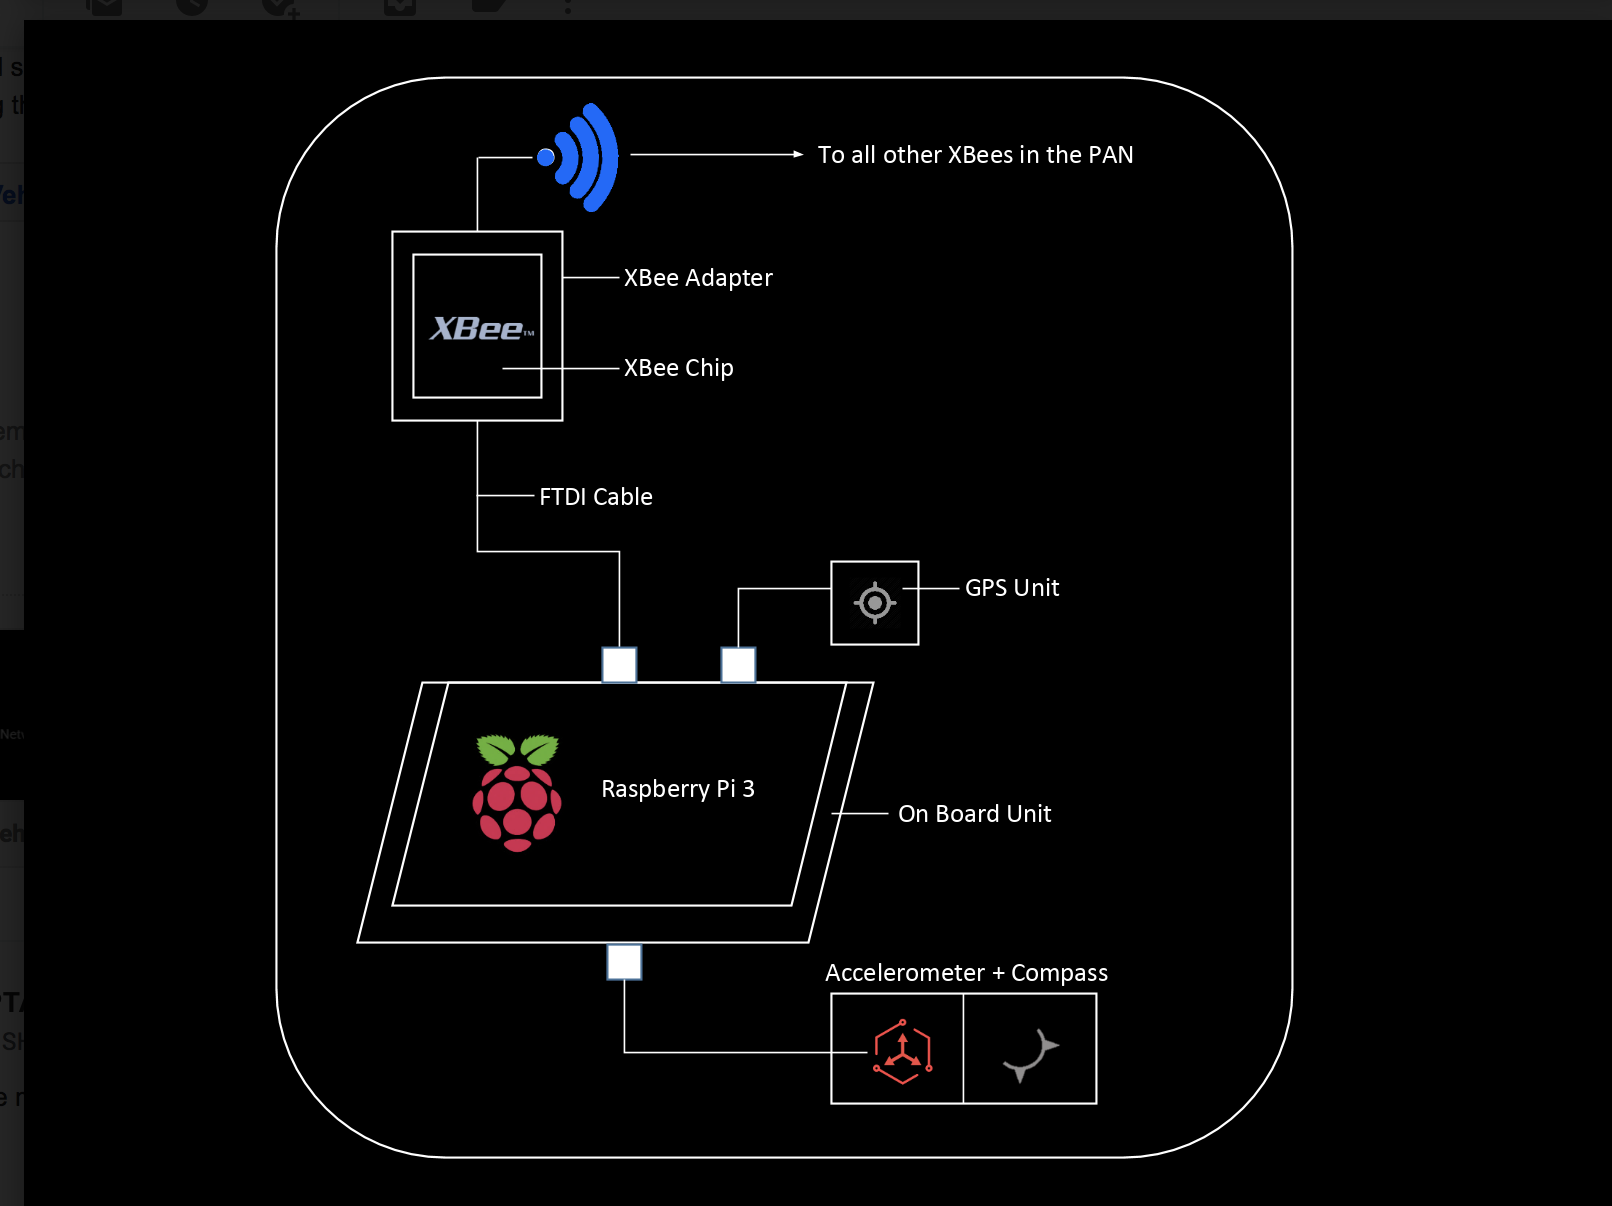 To all other XBees in the PAN
XBee Adapter
XBee™
XBee Chip
FTDI Cable
GPS Unit
Raspberry Pi 3
On Board Unit
Accelerometer + Compass